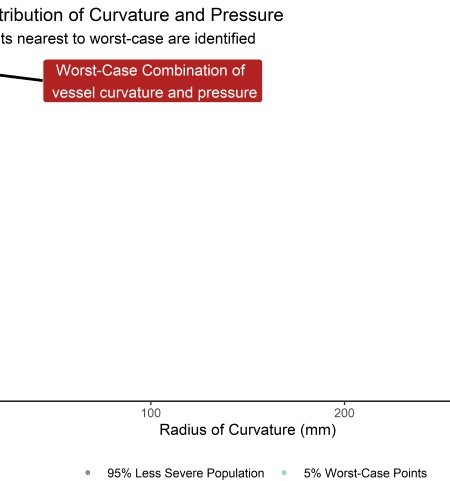 tribution of Curvature and Pressure
ts nearest to worst-case are identified
Worst-Case Combination of
vessel curvature and pressure
100 200
Radius of Curvature (mm)
95% Less Severe Population 5% Worst-Case Points